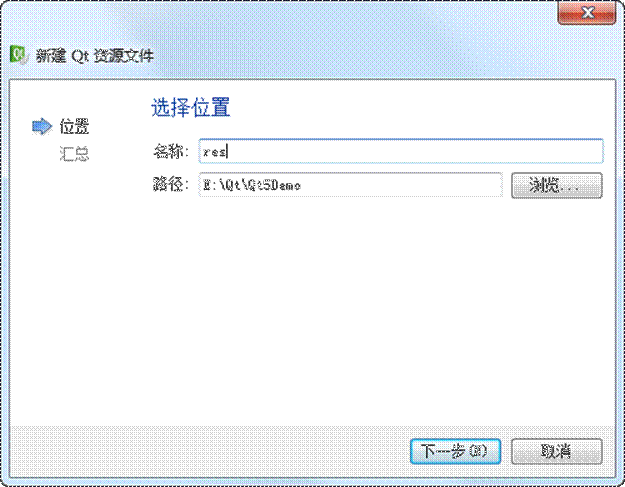 新建 Qt 资源文件
选择位置
位置
汇总
名称: res
路径: E:\Qt\Qt5Demo
浏览...
下一步(N)
取消